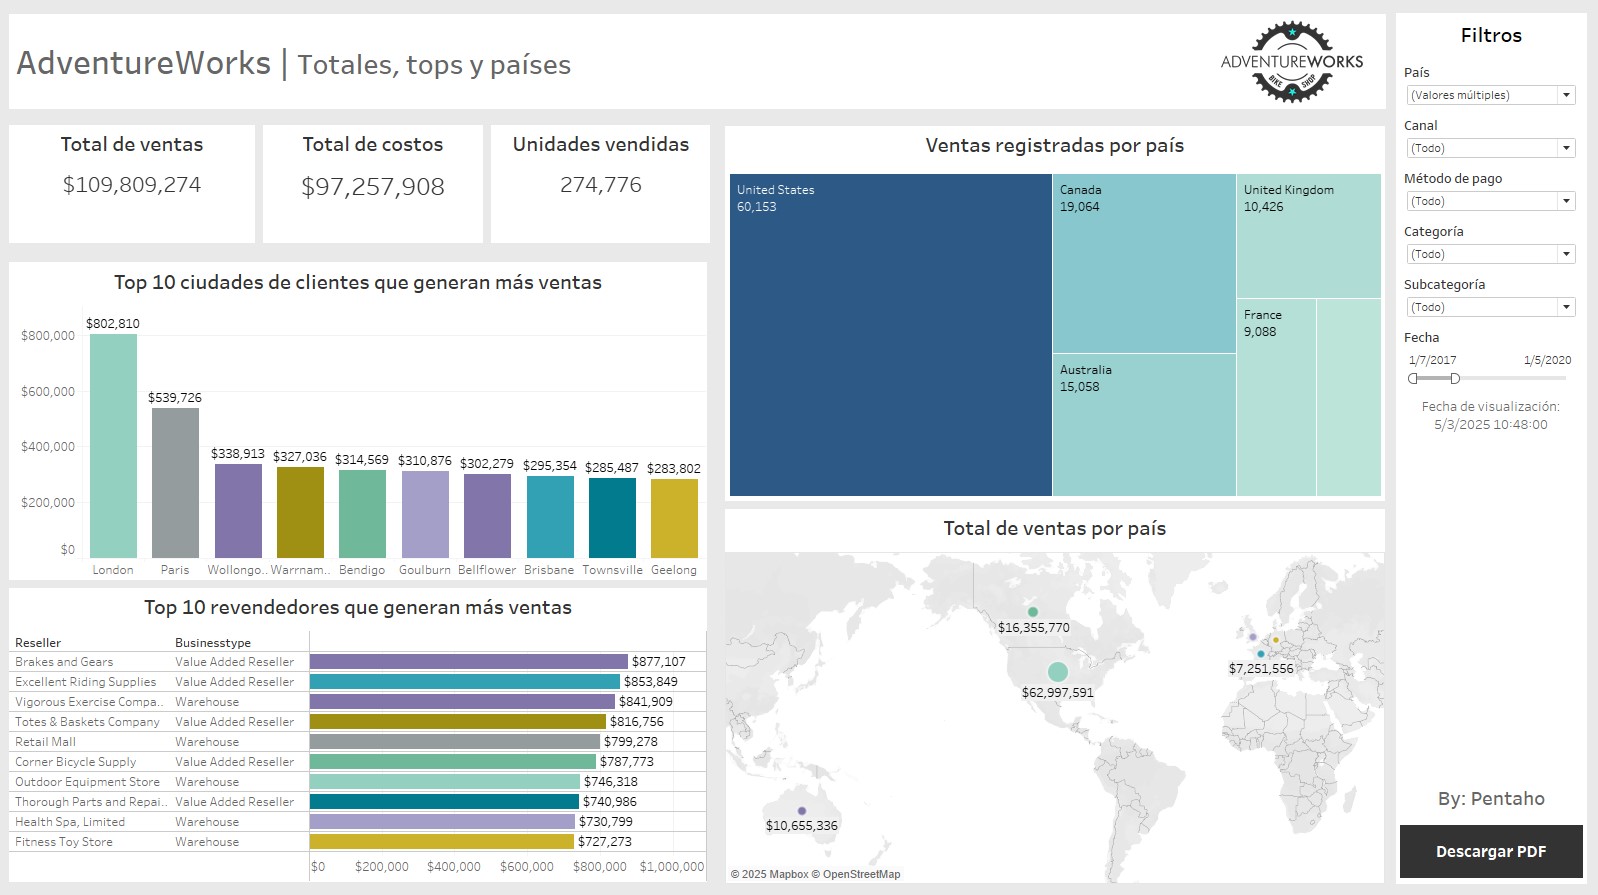 AdventureWorks | Totales, tops y países
ADVENTUREWORKS
BIKE SHOP
Total de ventas
$109,809,274
Total de costos
$97,257,908
Unidades vendidas
274,776
Top 10 ciudades de clientes que generan más ventas
$800,000
$600,000
$400,000
$200,000
$0
$802,810
$539,726
$338,913
$327,036
$314,569
$310,876
$302,279
$295,354
$285,487
$283,802
London
Paris
Wollongo..
Warrnam..
Bendigo
Goulburn
Bellflower
Brisbane
Townsville
Geelong
Top 10 revendedores que generan más ventas
Reseller Businesstype
Brakes and Gears Value Added Reseller $877,107
Excellent Riding Supplies Value Added Reseller $853,849
Vigorous Exercise Compa.. Warehouse $841,909
Totes & Baskets Company Value Added Reseller $816,756
Retail Mall Warehouse $799,278
Corner Bicycle Supply Value Added Reseller $787,773
Outdoor Equipment Store Warehouse $746,318
Thorough Parts and Repai.. Value Added Reseller $740,986
Health Spa, Limited Warehouse $730,799
Fitness Toy Store Warehouse $727,273
$0 $200,000 $400,000 $600,000 $800,000 $1,000,000
Ventas registradas por país
United States
60,153
Canada
19,064
Australia
15,058
United Kingdom
10,426
France
9,088
Total de ventas por país
$16,355,770
$62,997,591
$7,251,556
$10,655,336
© 2025 Mapbox © OpenStreetMap
Filtros
País
(Valores múltiples)
Canal
(Todo)
Método de pago
(Todo)
Categoría
(Todo)
Subcategoría
(Todo)
Fecha
1/7/2017 1/5/2020
Fecha de visualización:
5/3/2025 10:48:00
By: Pentaho
Descargar PDF